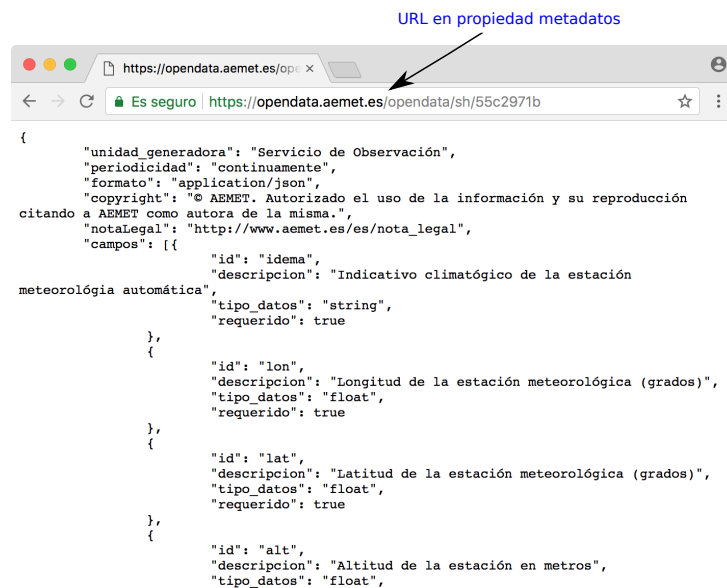 URL en propiedad metadatos
https://opendata.aemet.es/ope
Es seguro https://opendata.aemet.es/opendata/sh/55c2971b
{
"unidad_generadora": "Servicio de Observación",
"periodicidad": "continuamente",
"formato": "application/json",
"copyright": "© AEMET. Autorizado el uso de la información y su reproducción
citando a AEMET como autora de la misma.",
"notaLegal": "http://www.aemet.es/es/nota_legal",
"campos": [{
"id": "idema",
"descripcion": "Indicativo climatógico de la estación
meteorológia automática",
"tipo_datos": "string",
"requerido": true
},
{
"id": "lon",
"descripcion": "Longitud de la estación meteorológica (grados)",
"tipo_datos": "float",
"requerido": true
},
{
"id": "lat",
"descripcion": "Latitud de la estación meteorológica (grados)",
"tipo_datos": "float",
"requerido": true
},
{
"id": "alt",
"descripcion": "Altitud de la estación en metros",
"tipo_datos": "float",